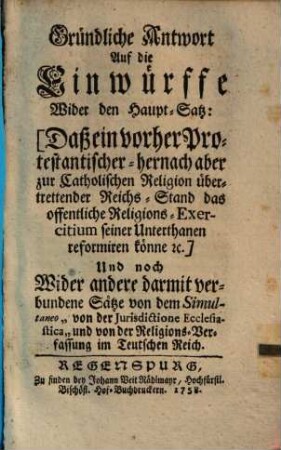 Gründliche Antwort
Auf die
Einwürffe
Wider den Haupt-Satz:
[Daß ein vorher Pro-
testantischer-hernach aber
zur Catholischen Religion über-
trettender Reichs-Stand das
offentliche Religions-Exer-
citium seiner Unterthanen
reformiren könne ꝛc.]
Und noch
Wider andere darmit ver-
bundene Sätze von dem Simul-
taneo„ von der Jurisdictione Ecclesia-
stica„ und von der Religions-Ver-
fassung im Teutschen Reich.
REGENSPURG,
Zu finden bey Johann Veit Rädlmayr, Hochfürstl.
Bischöfl. Hof-Buchdruckern. 1758.